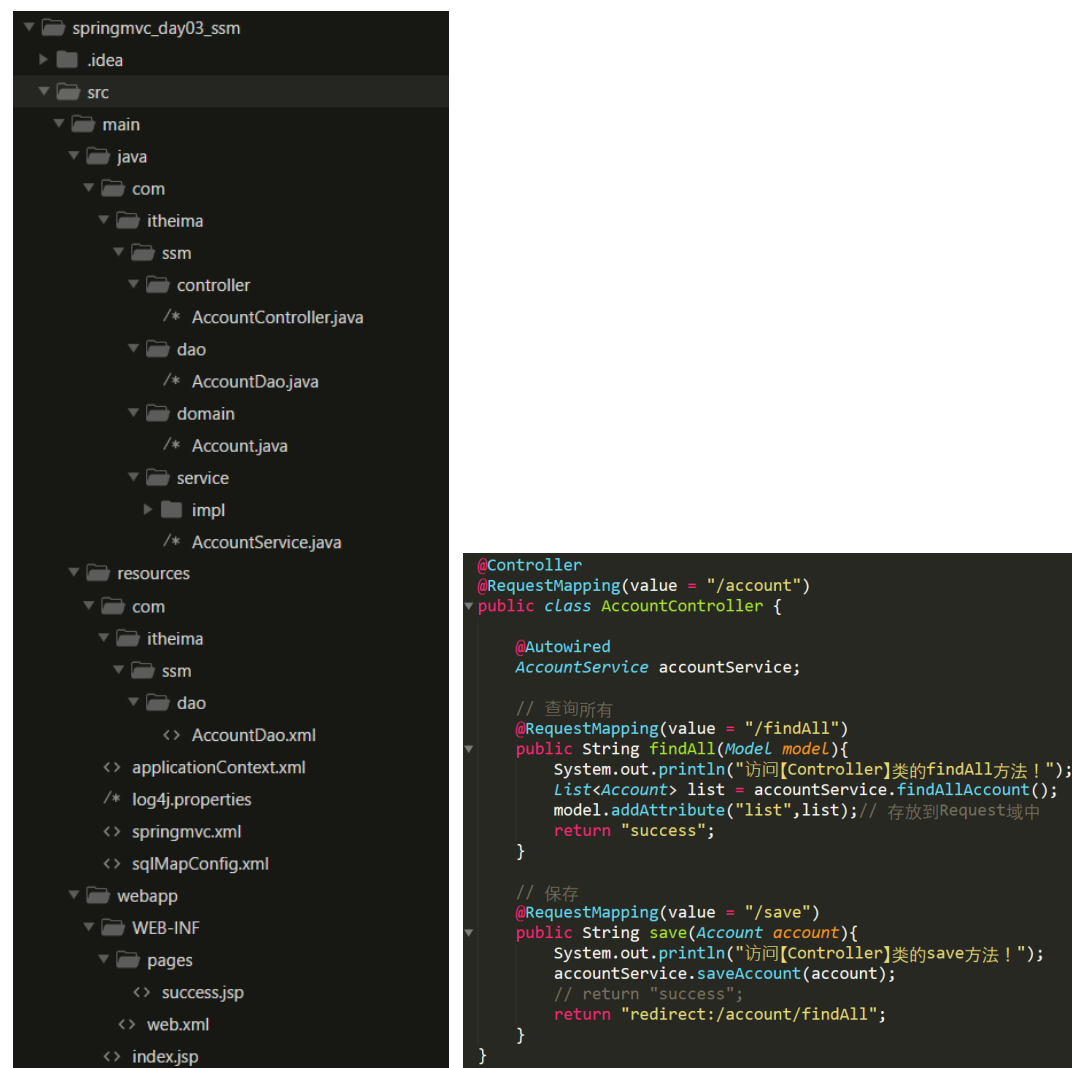 springmvc_day03_ssm
.idea
src
main
java
com
itheima
ssm
controller
/* AccountController.java
dao
/* AccountDao.java
domain
/* Account.java
service
impl
/* AccountService.java
resources
com
itheima
ssm
dao
<> AccountDao.xml
<> applicationContext.xml
/* log4j.properties
<> springmvc.xml
<> sqlMapConfig.xml
webapp
WEB-INF
pages
<> success.jsp
<> web.xml
<> index.jsp
@Controller
@RequestMapping(value = "/account")
public class AccountController {
@Autowired
AccountService accountService;
// 查询所有
@RequestMapping(value = "/findAll")
public String findAll(Model model){
System.out.println("访问【Controller】类的findAll方法！");
List<Account> list = accountService.findAllAccount();
model.addAttribute("list",list);// 存放到Request域中
return "success";
}
// 保存
@RequestMapping(value = "/save")
public String save(Account account){
System.out.println("访问【Controller】类的save方法！");
accountService.saveAccount(account);
// return "success";
return "redirect:/account/findAll";
}
}